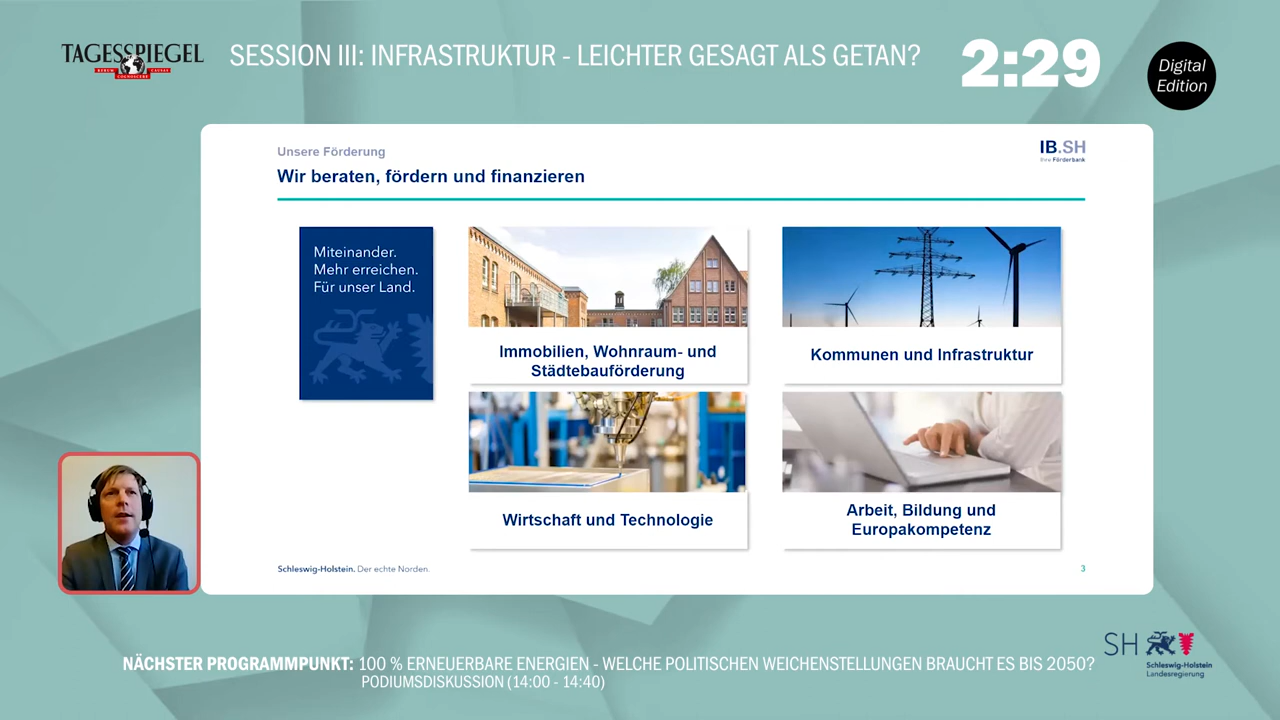 TAGESSPIEGEL
RERUM
CAUSAS
COGNOSCERE
SESSION III: INFRASTRUKTUR - LEICHTER GESAGT ALS GETAN?
2:29
Digital
Edition
Unsere Förderung
Wir beraten, fördern und finanzieren
IB.SH
Ihre Förderbank
Miteinander.
Mehr erreichen.
Für unser Land.
Immobilien, Wohnraum- und
Städtebauförderung
Kommunen und Infrastruktur
Wirtschaft und Technologie
Arbeit, Bildung und
Europakompetenz
Schleswig-Holstein. Der echte Norden.
3
NÄCHSTER PROGRAMMPUNKT: 100 % ERNEUERBARE ENERGIEN - WELCHE POLITISCHEN WEICHENSTELLUNGEN BRAUCHT ES BIS 2050?
PODIUMSDISKUSSION (14:00 - 14:40)
SH
Schleswig-Holstein
Landesregierung